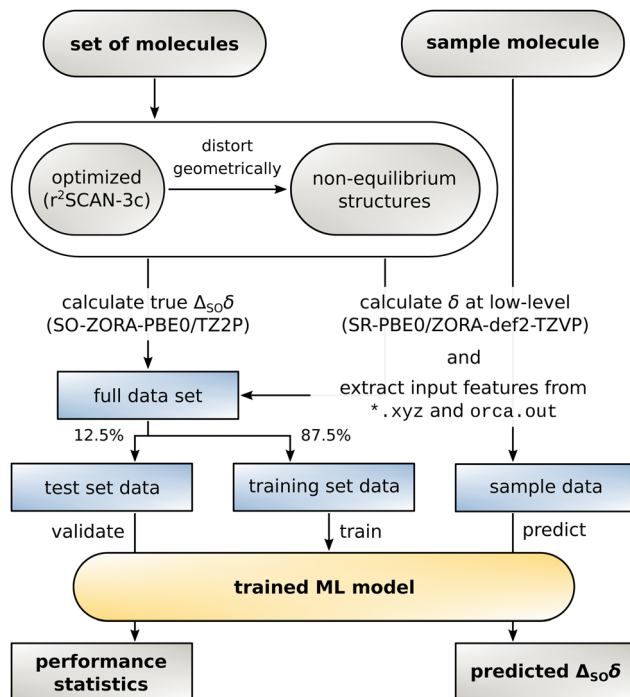 set of molecules
sample molecule
distort
geometrically
optimized
(r²SCAN-3c)
non-equilibrium
structures
calculate true Δ_SO δ
(SO-ZORA-PBE0/TZ2P)
calculate δ at low-level
(SR-PBE0/ZORA-def2-TZVP)
and
extract input features from
*.xyz and orca.out
full data set
12.5%
87.5%
test set data
training set data
sample data
validate
train
predict
trained ML model
performance
statistics
predicted Δ_SO δ